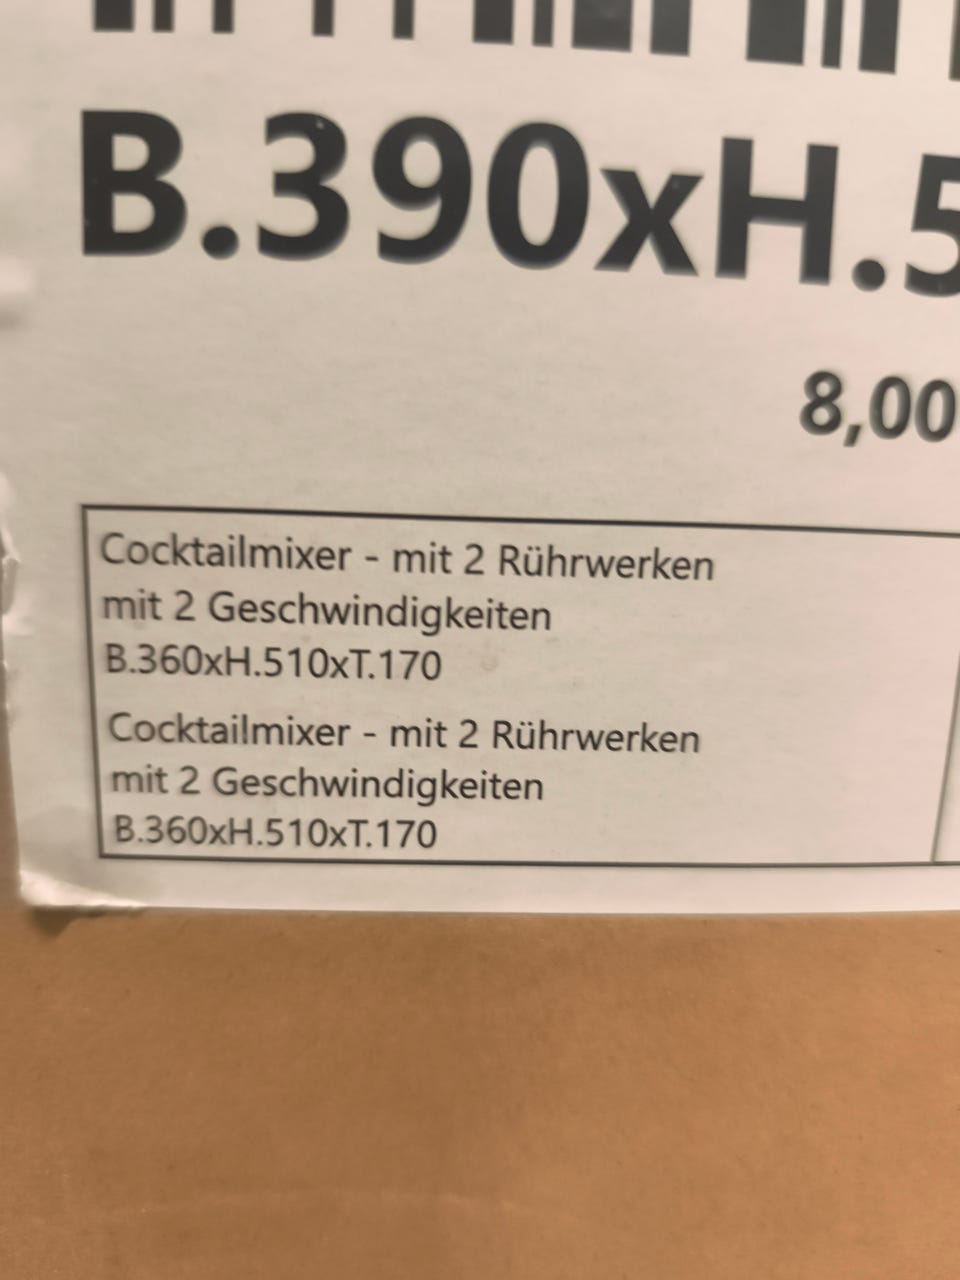 B.390xH.5
8,00
Cocktailmixer - mit 2 Rührwerken
mit 2 Geschwindigkeiten
B.360xH.510xT.170
Cocktailmixer - mit 2 Rührwerken
mit 2 Geschwindigkeiten
B.360xH.510xT.170